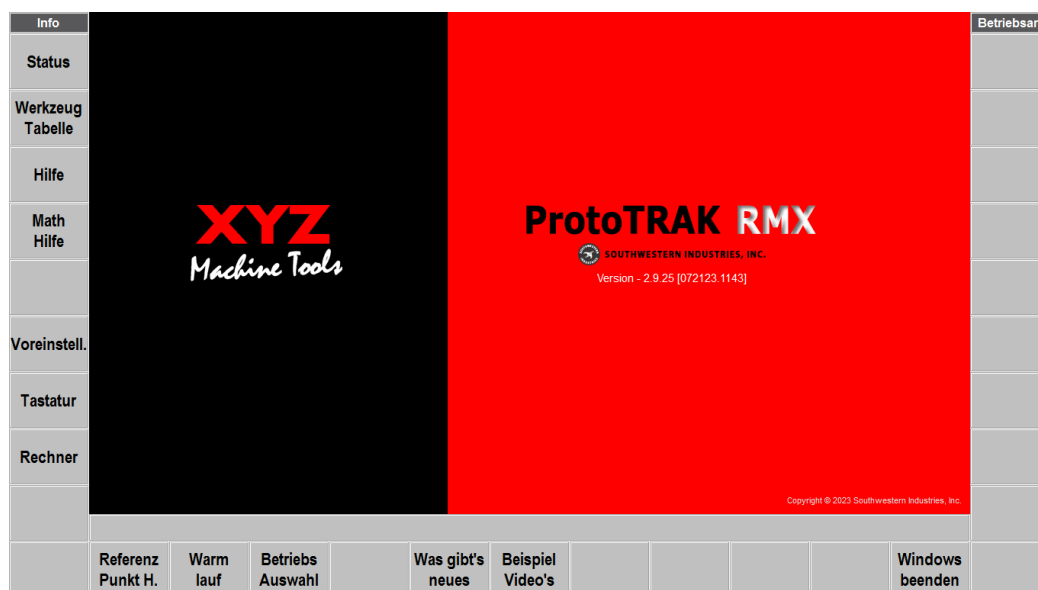 Info
Betriebsar
Status
Werkzeug
Tabelle
Hilfe
Math
Hilfe
Voreinstell.
Tastatur
Rechner
XYZ
Machine Tools
ProtoTRAK RMX
SOUTHWESTERN INDUSTRIES, INC.
Version - 2.9.25 [072123.1143]
Copyright © 2023 Southwestern Industries, Inc.
Referenz
Punkt H.
Warm
lauf
Betriebs
Auswahl
Was gibt's
neues
Beispiel
Video's
Windows
beenden